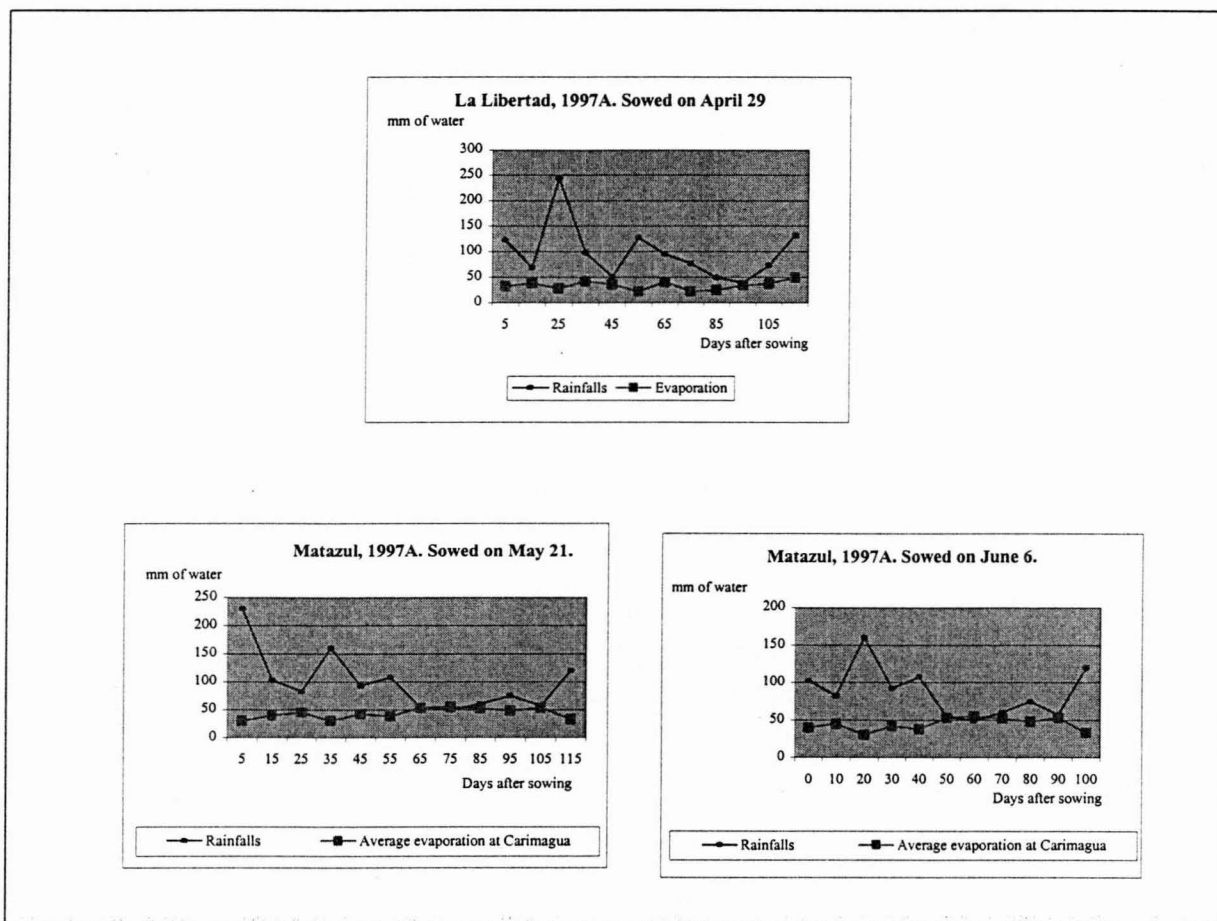 La Libertad, 1997A. Sowed on April 29
mm of water
300
250
200
150
100
50
0
5 25 45 65 85 105
Days after sowing
Rainfalls Evaporation
Matazul, 1997A. Sowed on May 21.
mm of water
250
200
150
100
50
0
5 15 25 35 45 55 65 75 85 95 105 115
Days after sowing
Rainfalls Average evaporation at Carimagua
Matazul, 1997A. Sowed on June 6.
mm of water
200
150
100
50
0
0 10 20 30 40 50 60 70 80 90 100
Days after sowing
Rainfalls Average evaporation at Carimagua